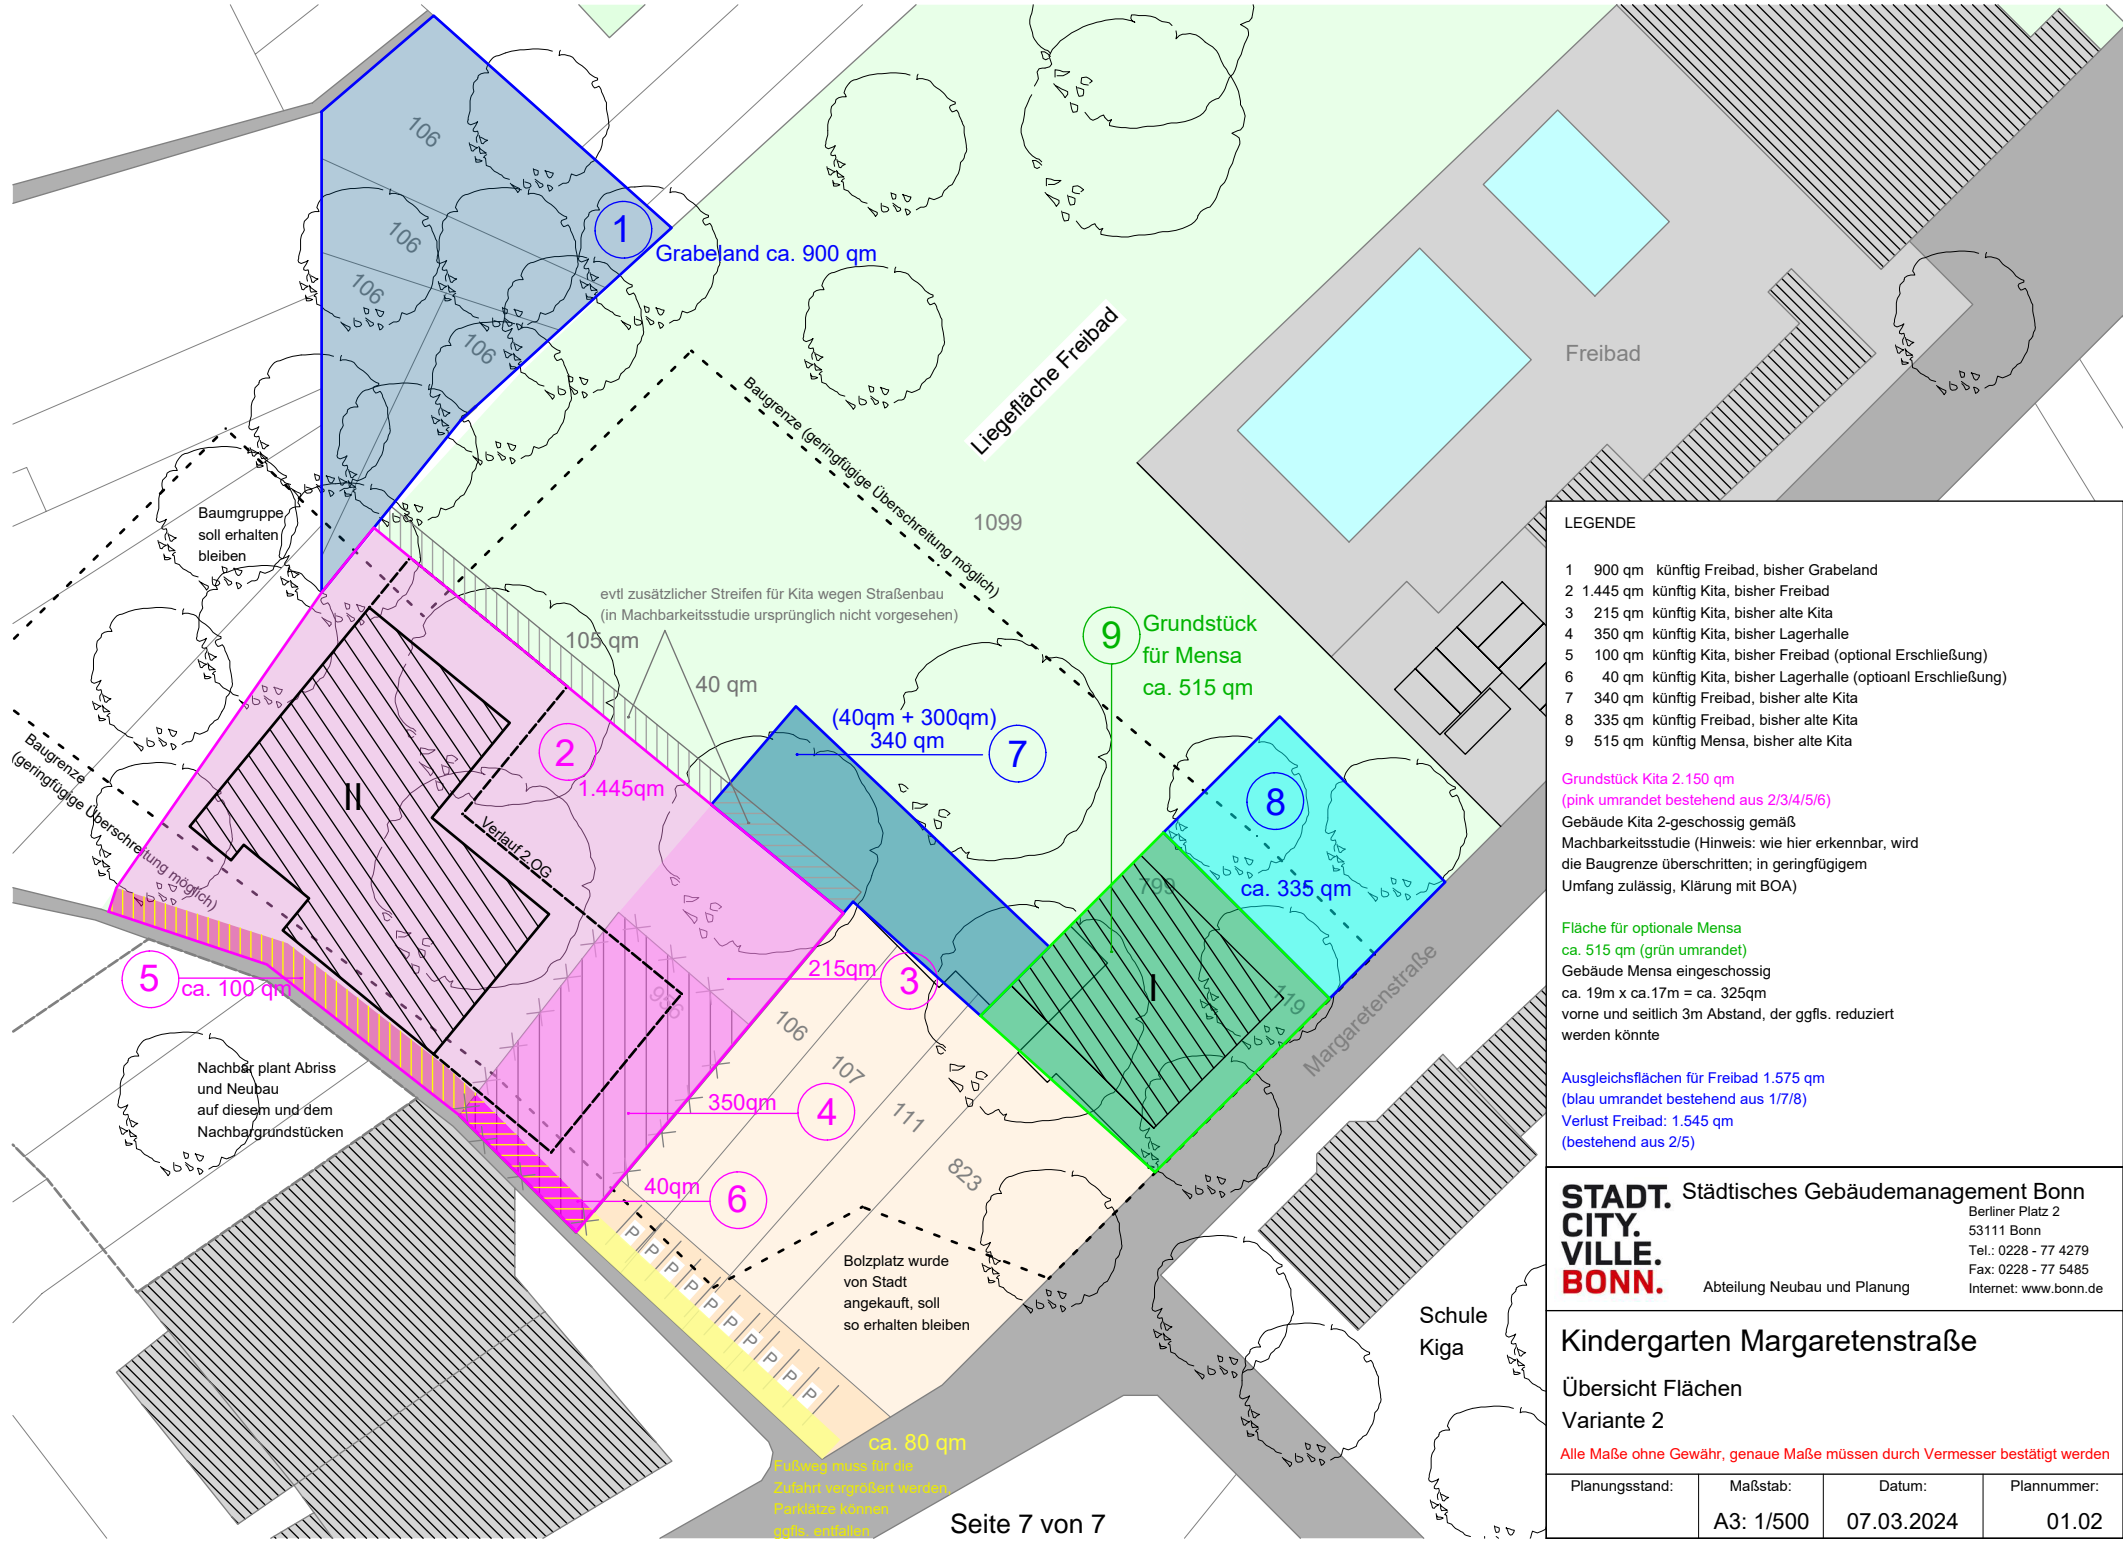 106
106
106
106
1
Grabeland ca. 900 qm
Liegefläche Freibad
Freibad
Baugrenze (geringfügige Überschreitung möglich)
1099
Baumgruppe
soll erhalten
bleiben
evtl zusätzlicher Streifen für Kita wegen Straßenbau
(in Machbarkeitsstudie ursprünglich nicht vorgesehen)
105 qm
40 qm
9
Grundstück
für Mensa
ca. 515 qm
(40qm + 300qm)
340 qm
7
2
1.445qm
II
Verlauf 2.OG
Baugrenze
(geringfügige Überschreitung möglich)
8
ca. 335 qm
799
I
119
Margaretenstraße
5
ca. 100 qm
215qm
3
956
106
107
111
823
350qm
4
40qm
6
Nachbar plant Abriss
und Neubau
auf diesem und dem
Nachbargrundstücken
P P P P P P P P P P
Bolzplatz wurde
von Stadt
angekauft, soll
so erhalten bleiben
Schule
Kiga
ca. 80 qm
Fußweg muss für die
Zufahrt vergrößert werden.
Parklätze können
ggfls. entfallen
Seite 7 von 7
LEGENDE
1 900 qm künftig Freibad, bisher Grabeland
2 1.445 qm künftig Kita, bisher Freibad
3 215 qm künftig Kita, bisher alte Kita
4 350 qm künftig Kita, bisher Lagerhalle
5 100 qm künftig Kita, bisher Freibad (optional Erschließung)
6 40 qm künftig Kita, bisher Lagerhalle (optioanl Erschließung)
7 340 qm künftig Freibad, bisher alte Kita
8 335 qm künftig Freibad, bisher alte Kita
9 515 qm künftig Mensa, bisher alte Kita
Grundstück Kita 2.150 qm
(pink umrandet bestehend aus 2/3/4/5/6)
Gebäude Kita 2-geschossig gemäß
Machbarkeitsstudie (Hinweis: wie hier erkennbar, wird
die Baugrenze überschritten; in geringfügigem
Umfang zulässig, Klärung mit BOA)
Fläche für optionale Mensa
ca. 515 qm (grün umrandet)
Gebäude Mensa eingeschossig
ca. 19m x ca.17m = ca. 325qm
vorne und seitlich 3m Abstand, der ggfls. reduziert
werden könnte
Ausgleichsflächen für Freibad 1.575 qm
(blau umrandet bestehend aus 1/7/8)
Verlust Freibad: 1.545 qm
(bestehend aus 2/5)
STADT.
CITY.
VILLE.
BONN.
Städtisches Gebäudemanagement Bonn
Berliner Platz 2
53111 Bonn
Tel.: 0228 - 77 4279
Fax: 0228 - 77 5485
Internet: www.bonn.de
Abteilung Neubau und Planung
Kindergarten Margaretenstraße
Übersicht Flächen
Variante 2
Alle Maße ohne Gewähr, genaue Maße müssen durch Vermesser bestätigt werden
Planungsstand:
Maßstab:
A3: 1/500
Datum:
07.03.2024
Plannummer:
01.02